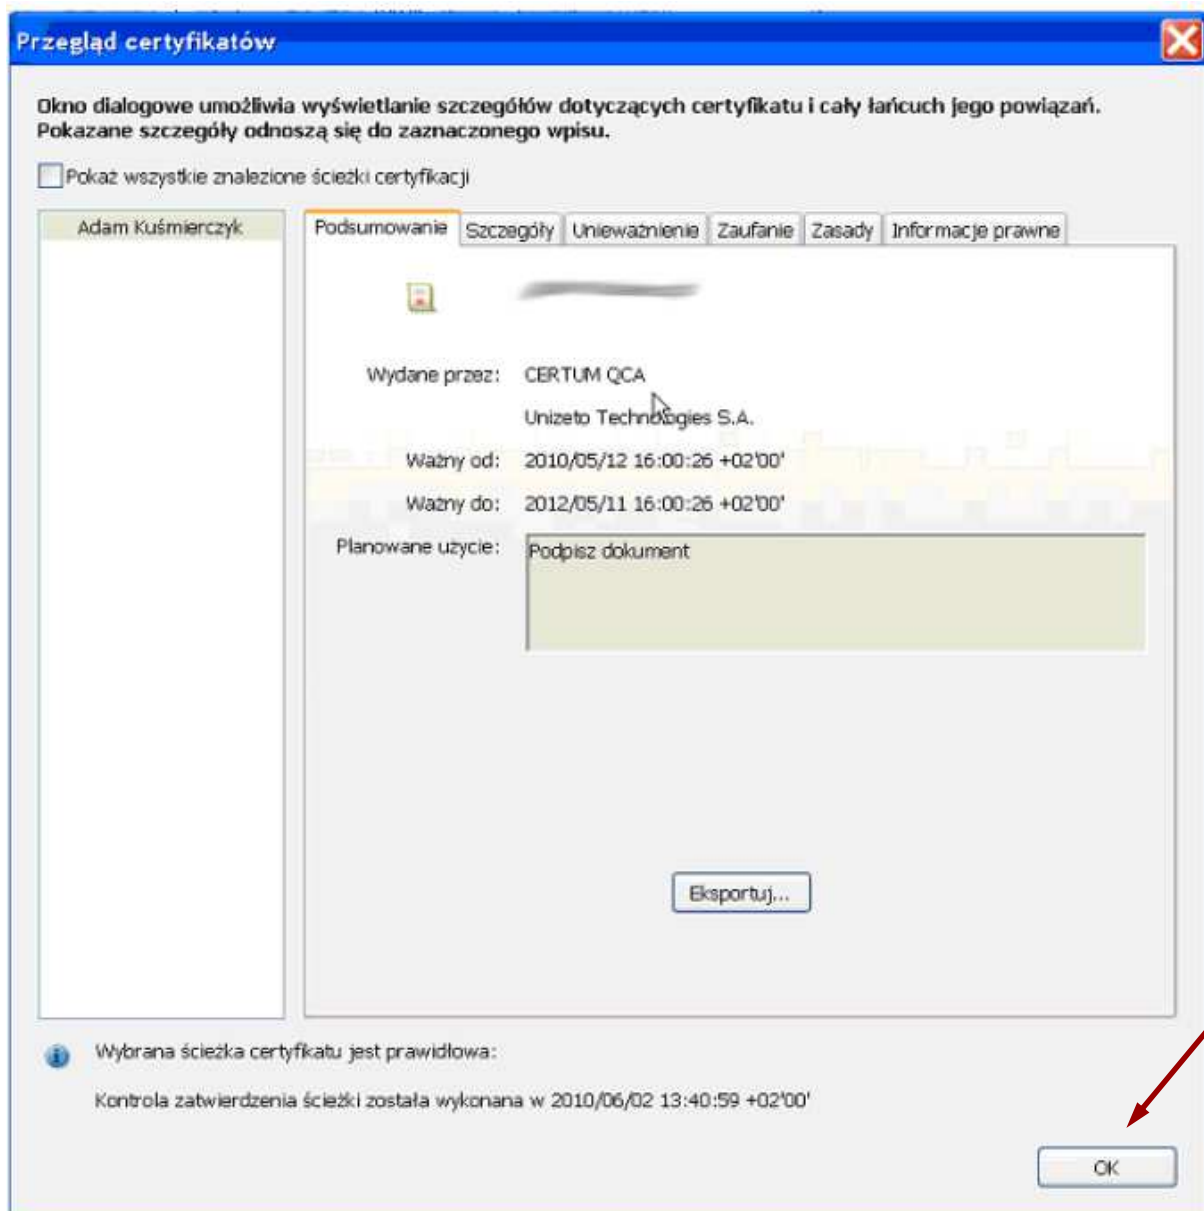 Przegląd certyfikatów
Okno dialogowe umożliwia wyświetlanie szczegółów dotyczących certyfikatu i cały łańcuch jego powiązań.
Pokazane szczegóły odnoszą się do zaznaczonego wpisu.
Pokaż wszystkie znalezione ścieżki certyfikacji
Adam Kuśmierczyk
Podsumowanie Szczegóły Unieważnienie Zaufanie Zasady Informacje prawne
Wydane przez: CERTUM QCA
Unizeto Technologies S.A.
Ważny od: 2010/05/12 16:00:26 +02'00'
Ważny do: 2012/05/11 16:00:26 +02'00'
Planowane użycie: Podpisz dokument
Eksportuj...
Wybrana ścieżka certyfikatu jest prawidłowa:
Kontrola zatwierdzenia ścieżki została wykonana w 2010/06/02 13:40:59 +02'00'
OK